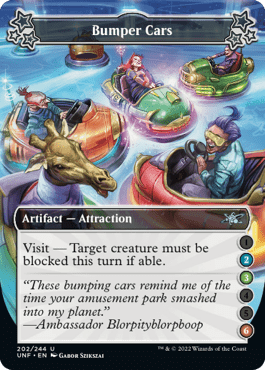 Bumper Cars
Artifact — Attraction
Visit — Target creature must be
blocked this turn if able.
1
2
3
4
5
6
“These bumping cars remind me of the
time your amusement park smashed
into my planet.”
—Ambassador Blorpityblorpboop
202/244 U
UNF • EN Gabor Szikszai
™ & © 2022 Wizards of the Coast